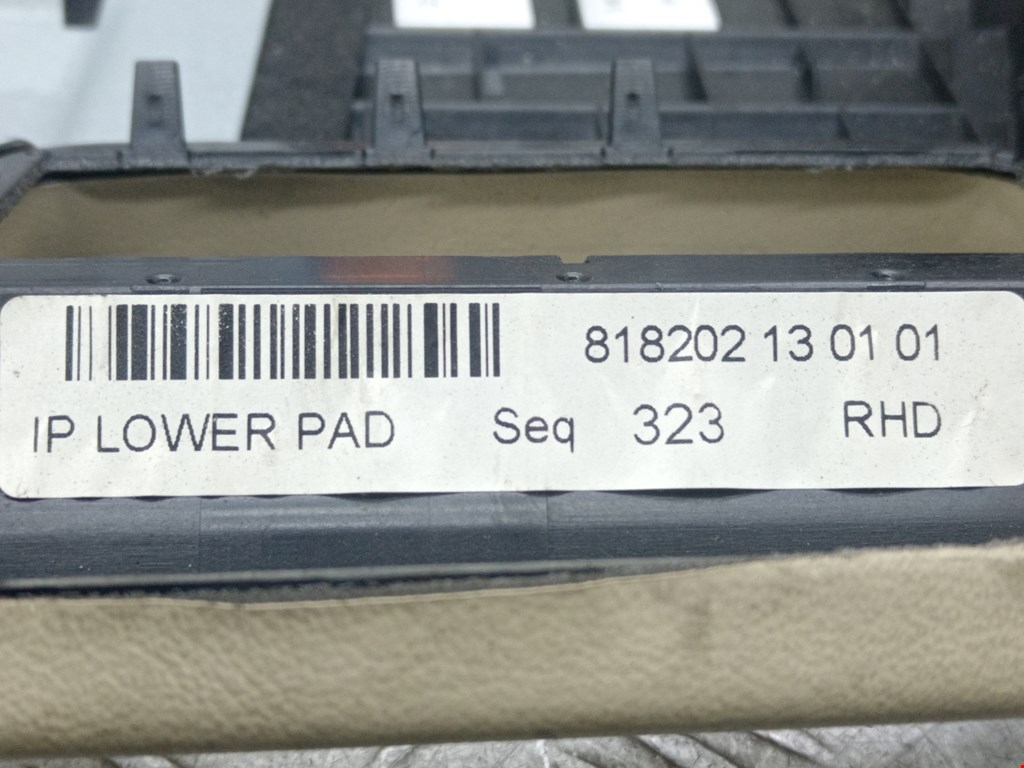 818202 13 01 01
IP LOWER PAD Seq 323 RHD